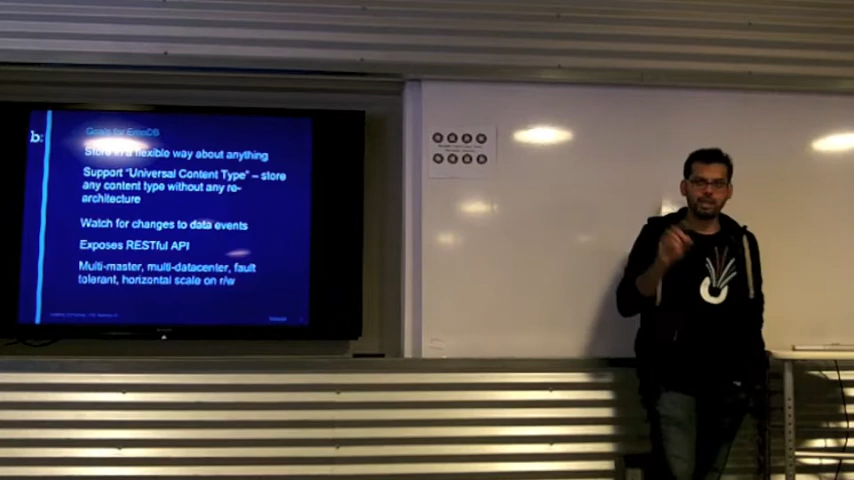 b:
Goals for EmoDB
Store in a flexible way about anything
Support "Universal Content Type" – store
any content type without any re-
architecture
Watch for changes to data events
Exposes RESTful API
Multi-master, multi-datacenter, fault
tolerant, horizontal scale on r/w